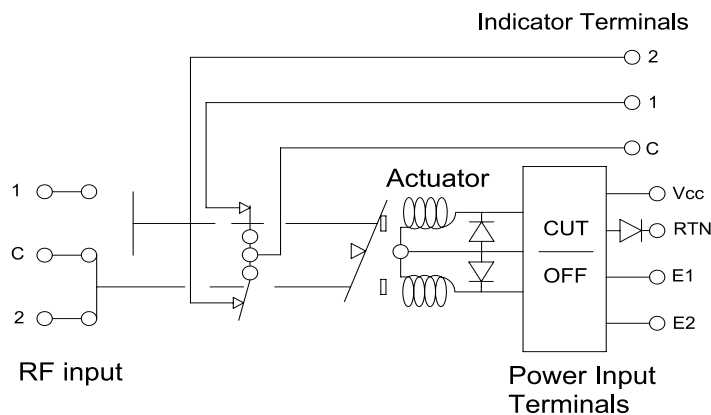 Indicator Terminals
2
1
C
Actuator
1
C
2
RF input
CUT
OFF
Vcc
RTN
E1
E2
Power Input
Terminals